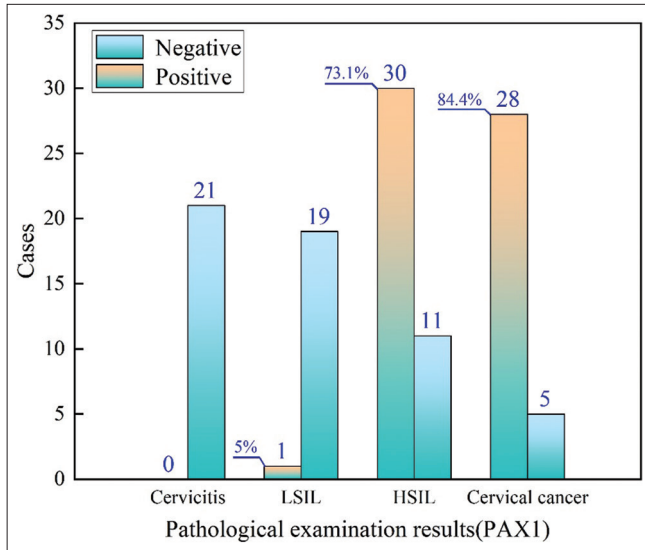 35
30
25
20
15
10
5
0
Cases
Negative
Positive
0
21
5%
1
19
73.1%
30
11
84.4%
28
5
Cervicitis
LSIL
HSIL
Cervical cancer
Pathological examination results(PAX1)